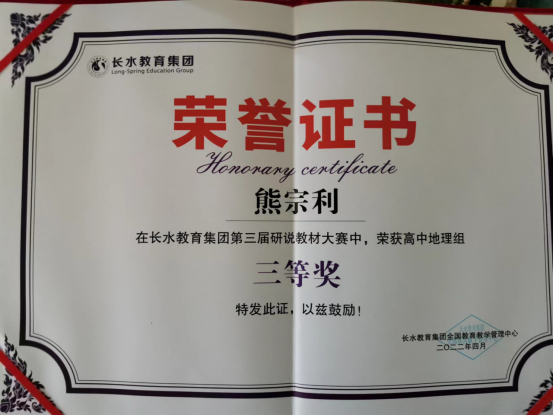 长水教育集团
Long-Spring Education Group
荣誉证书
Honorary certificate
熊宗利
在长水教育集团第三届研说教材大赛中，荣获高中地理组
三等奖
特发此证，以兹鼓励！
长水教育集团全国教育教学管理中心
二〇二二年四月